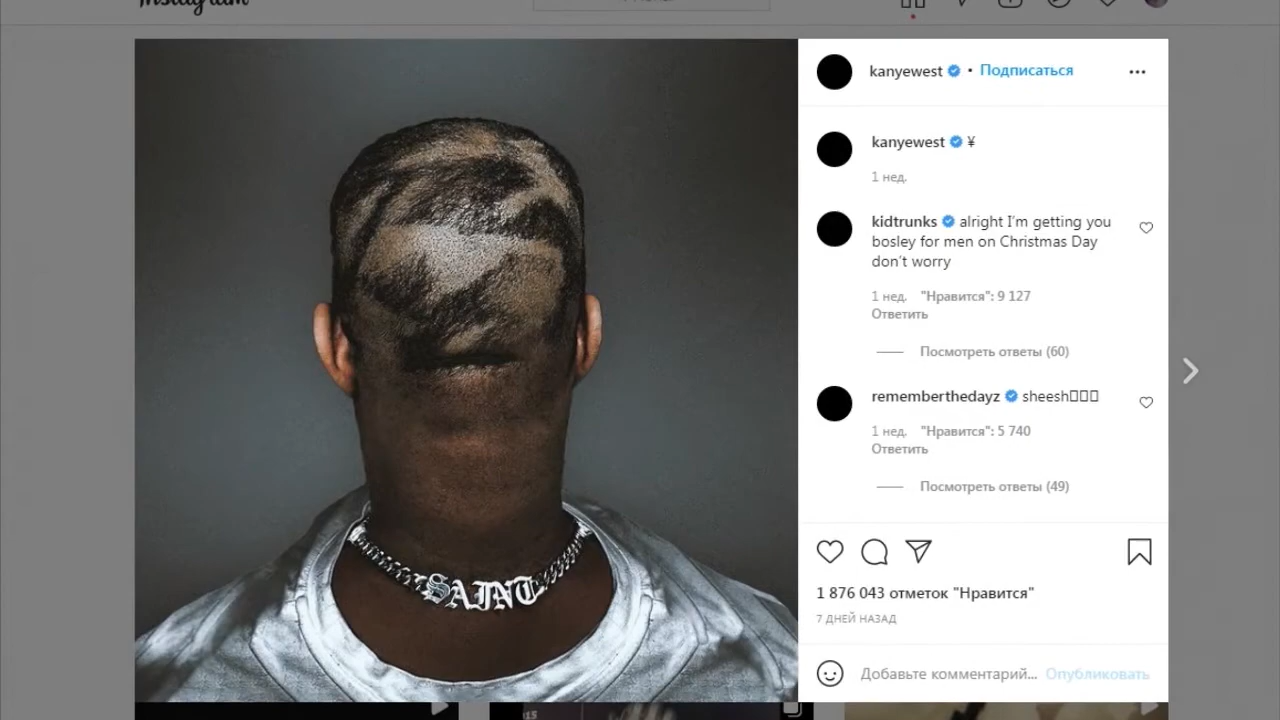 Instagram
kanyewest • Подписаться
kanyewest ¥
1 нед.
kidtrunks alright I’m getting you
bosley for men on Christmas Day
don’t worry
1 нед. "Нравится": 9 127
Ответить
Посмотреть ответы (60)
rememberthedayz sheesh
1 нед. "Нравится": 5 740
Ответить
Посмотреть ответы (49)
SAINT
1 876 043 отметок "Нравится"
7 ДНЕЙ НАЗАД
Добавьте комментарий... Опубликовать